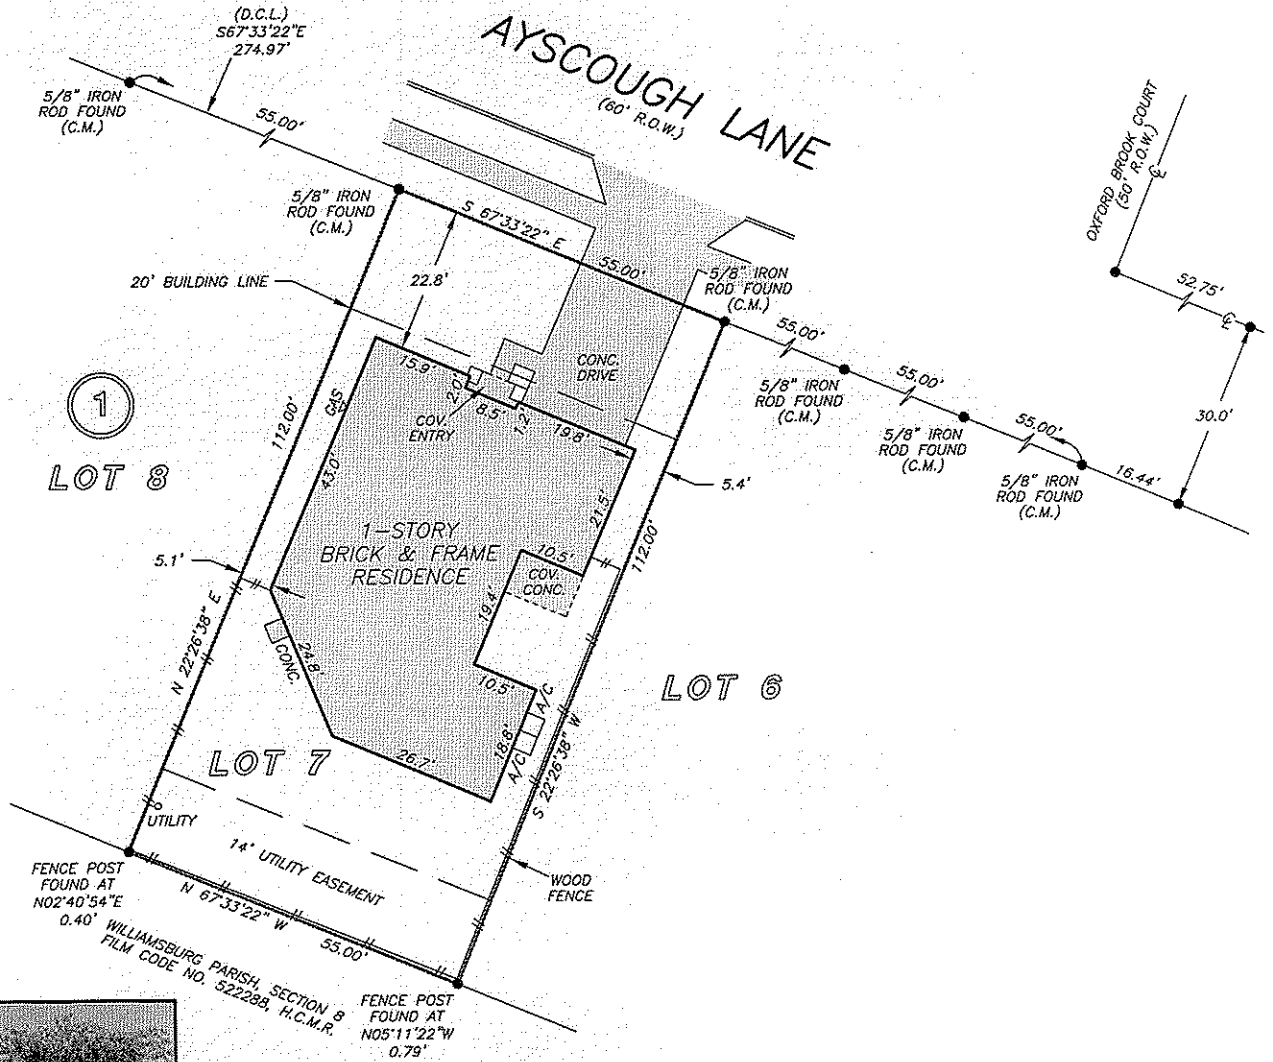 (D.C.L.)
S67°33'22"E
274.97'
AYSCOUGH LANE
(60' R.O.W.)
OXFORD BROOK COURT
(50' R.O.W.)
℄
5/8" IRON
ROD FOUND
(C.M.)
55.00'
5/8" IRON
ROD FOUND
(C.M.)
S 67°33'22" E
55.00'
5/8" IRON
ROD FOUND
(C.M.)
52.75'
℄
20' BUILDING LINE
22.8'
55.00'
5/8" IRON
ROD FOUND
(C.M.)
55.00'
5/8" IRON
ROD FOUND
(C.M.)
55.00'
5/8" IRON
ROD FOUND
(C.M.)
16.44'
30.0'
1
LOT 8
112.00'
GAS
15.9'
2.0'
8.5'
COV.
ENTRY
1.2'
19.8'
CONC.
DRIVE
43.0'
5.4'
21.5'
112.00'
1-STORY
BRICK & FRAME
RESIDENCE
10.5'
COV.
CONC.
5.1'
19.4'
N 22°26'38" E
24.8'
CONC.
10.5'
A/C
LOT 6
18.8'
A/C
S 22°26'38" W
LOT 7
26.7'
UTILITY
14' UTILITY EASEMENT
WOOD
FENCE
FENCE POST
FOUND AT
N02°40'54"E
0.40'
N 67°33'22" W
55.00'
WILLIAMSBURG PARISH, SECTION 8
FILM CODE NO. 522288, H.C.M.R.
FENCE POST
FOUND AT
N05°11'22"W
0.79'